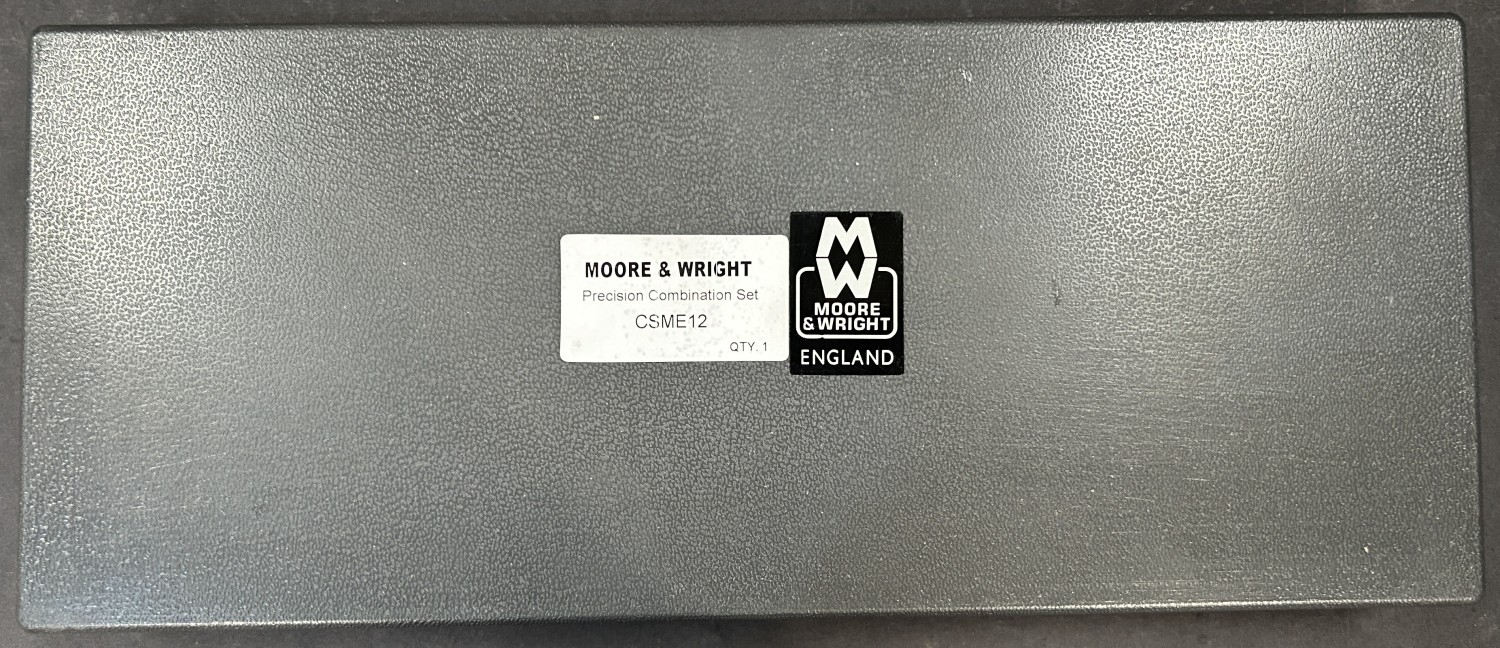 MOORE & WRIGHT
Precision Combination Set
CSME12
QTY. 1
MW
MOORE
& WRIGHT
ENGLAND